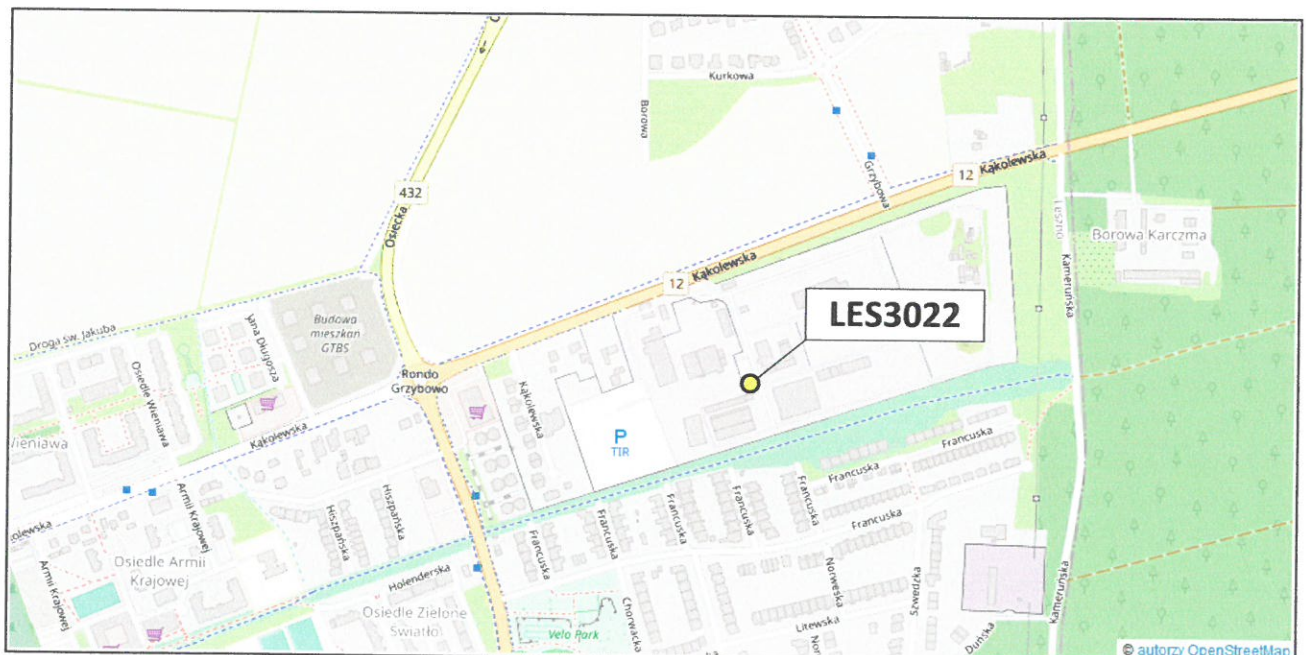 Kurkowa
Borowa
Grzybowa
12
Kąkolewska
432
Osiecka
Leszno
Borowa Karczma
Kameruńska
12
Kąkolewska
LES3022
Droga św. Jakuba
Jana Długosza
Budowa
mieszkań
GTBS
Osiedle Wieniawa
Rondo
Grzybowo
Kąkolewska
Kąkolewska
P
TIR
Armii Krajowej
Hiszpańska
Hiszpańska
Francuska
Francuska
Francuska
Francuska
Francuska
Francuska
Francuska
Francuska
Osiedle Armii
Krajowej
Armii Krajowej
Holenderska
Osiedle Zielone
Światło
Velo Park
Chorwacka
Norweska
Szwedzka
Litewska
Duńska
Kameruńska
© autorzy OpenStreetMap